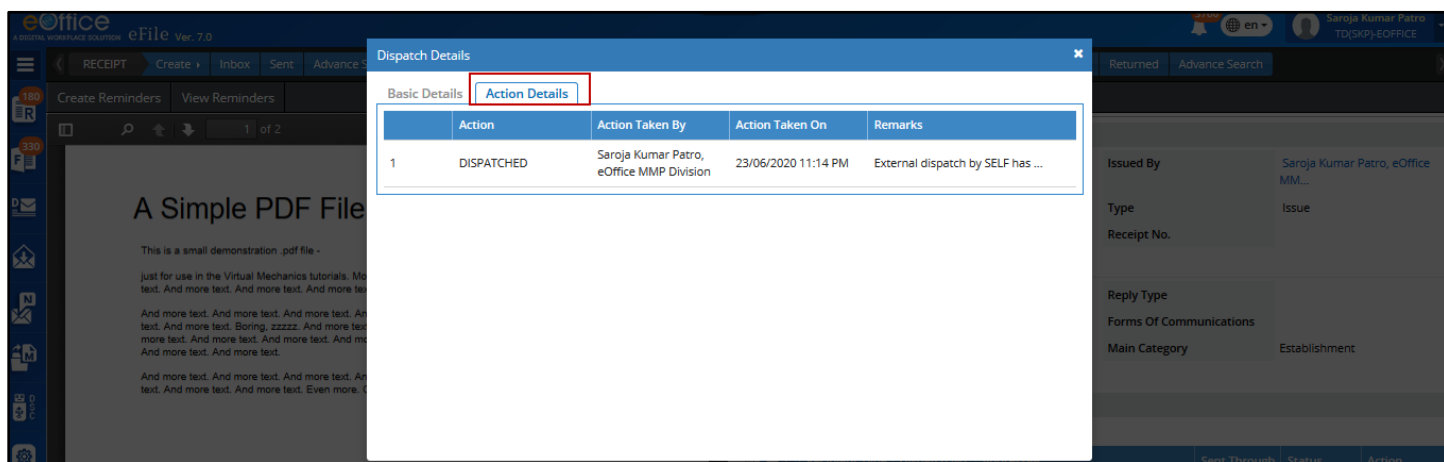 eOffice
A DIGITAL WORKPLACE SOLUTION eFile Ver. 7.0
3766 en
Saroja Kumar Patro
TD(SKP)-EOFFICE
RECEIPT Create Inbox Sent Advance S
Returned Advance Search
Create Reminders View Reminders
1 of 2
180
R
330
F
D
N
M
DSC
Dispatch Details
Basic Details Action Details
Action Action Taken By Action Taken On Remarks
1 DISPATCHED Saroja Kumar Patro, eOffice MMP Division 23/06/2020 11:14 PM External dispatch by SELF has ...
A Simple PDF File
This is a small demonstration .pdf file -
just for use in the Virtual Mechanics tutorials. Mo
text. And more text. And more text. And more te
And more text. And more text. And more text. An
text. And more text. Boring, zzzzz. And more tex
more text. And more text. And more text. And mo
And more text. And more text.
And more text. And more text. And more text. An
text. And more text. And more text. Even more. C
Issued By Saroja Kumar Patro, eOffice
MM...
Type Issue
Receipt No.
Reply Type
Forms Of Communications
Main Category Establishment
Sent Through Status Action